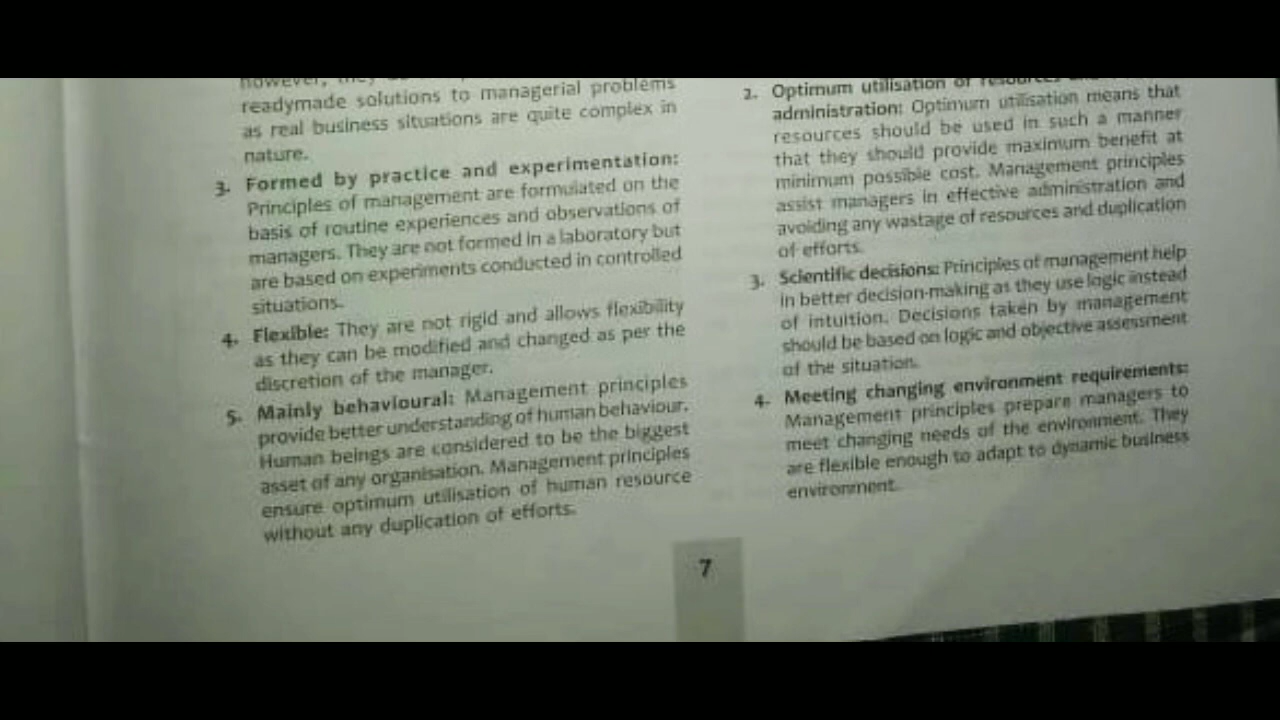 however, they
readymade solutions to managerial problems
as real business situations are quite complex in
nature.
3. Formed by practice and experimentation:
Principles of management are formulated on the
basis of routine experiences and observations of
managers. They are not formed in a laboratory but
are based on experiments conducted in controlled
situations.
4. Flexible: They are not rigid and allows flexibility
as they can be modified and changed as per the
discretion of the manager.
5. Mainly behavioural: Management principles
provide better understanding of human behaviour.
Human beings are considered to be the biggest
asset of any organisation. Management principles
ensure optimum utilisation of human resource
without any duplication of efforts.
2. Optimum utilisation of resources
administration: Optimum utilisation means that
resources should be used in such a manner
that they should provide maximum benefit at
minimum possible cost. Management principles
assist managers in effective administration and
avoiding any wastage of resources and duplication
of efforts.
3. Scientific decisions: Principles of management help
in better decision-making as they use logic instead
of intuition. Decisions taken by management
should be based on logic and objective assessment
of the situation.
4. Meeting changing environment requirements:
Management principles prepare managers to
meet changing needs of the environment. They
are flexible enough to adapt to dynamic business
environment.
7